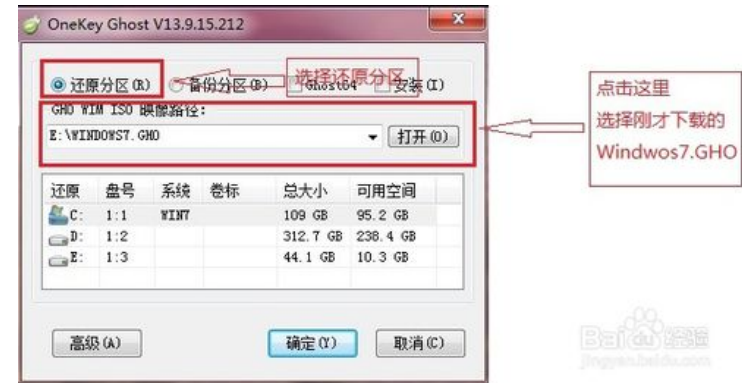 OneKey Ghost V13.9.15.212
还原分区(R) 备份分区(B) Ghost64 安装(I)
选择还原分区
GHO WIM ISO 映像路径:
E:\WINDOWS7.GHO 打开(O)
点击这里
选择刚才下载的
Windwos7.GHO
还原 盘号 系统 卷标 总大小 可用空间
C: 1:1 WIN7 109 GB 95.2 GB
D: 1:2 312.7 GB 238.4 GB
E: 1:3 44.1 GB 10.3 GB
高级(A) 确定(Y) 取消(C)
Baidu 经验
jingyan.baidu.com